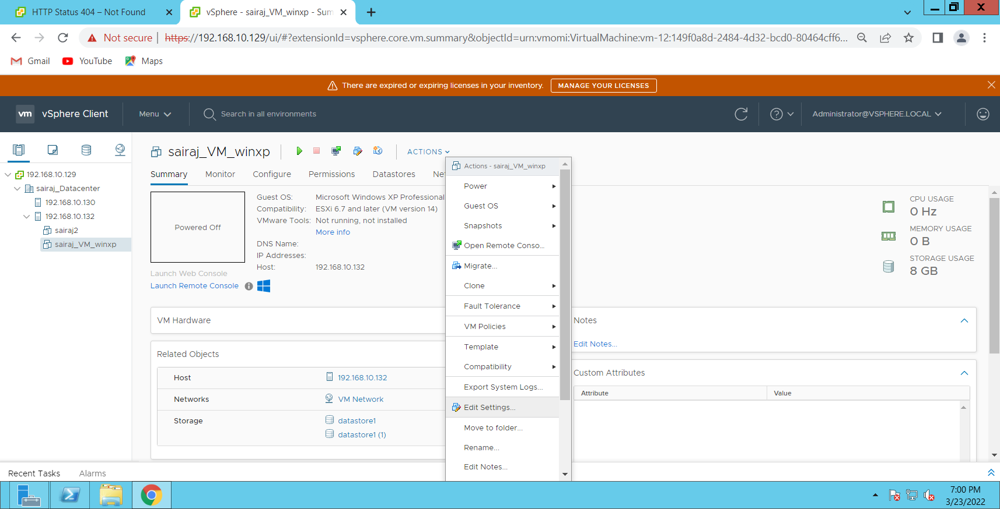 HTTP Status 404 – Not Found
vSphere - sairaj_VM_winxp - Sum
Not secure
https://192.168.10.129/ui/#?extensionId=vsphere.core.vm.summary&objectId=urn:vmomi:VirtualMachine:vm-12:149f0a8d-2484-4d32-bcd0-80464cff6...
Gmail
YouTube
Maps
There are expired or expiring licenses in your inventory.
MANAGE YOUR LICENSES
vm
vSphere Client
Menu
Search in all environments
Administrator@VSPHERE.LOCAL
192.168.10.129
sairaj_Datacenter
192.168.10.130
192.168.10.132
sairaj2
sairaj_VM_winxp
sairaj_VM_winxp
ACTIONS
Summary
Monitor
Configure
Permissions
Datastores
Powered Off
Launch Web Console
Launch Remote Console
Guest OS: Microsoft Windows XP Professional
Compatibility: ESXi 6.7 and later (VM version 14)
VMware Tools: Not running, not installed
More info
DNS Name:
IP Addresses:
Host: 192.168.10.132
Actions - sairaj_VM_winxp
Power
Guest OS
Snapshots
Open Remote Conso...
Migrate...
Clone
Fault Tolerance
VM Policies
Template
Compatibility
Export System Logs...
Edit Settings...
Move to folder...
Rename...
Edit Notes...
CPU USAGE
0 Hz
MEMORY USAGE
0 B
STORAGE USAGE
8 GB
VM Hardware
Related Objects
Host 192.168.10.132
Networks VM Network
Storage datastore1
datastore1 (1)
Notes
Edit Notes...
Custom Attributes
Attribute Value
Recent Tasks
Alarms
7:00 PM
3/23/2022